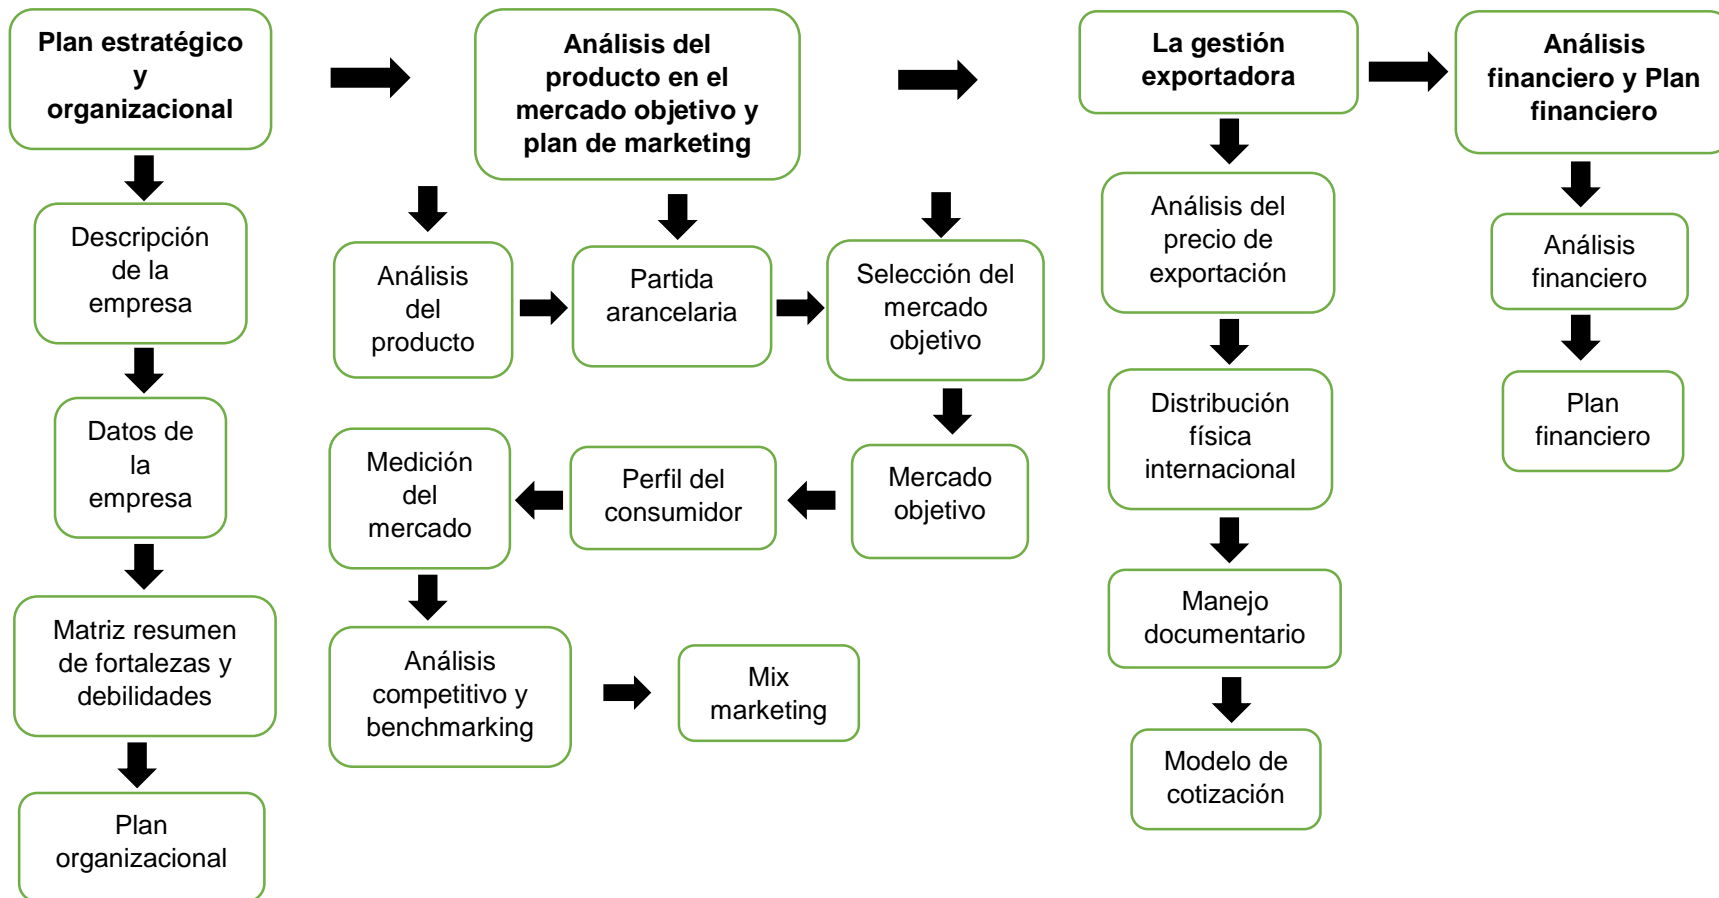 Plan estratégico
y
organizacional
Descripción
de la
empresa
Datos de
la
empresa
Matriz resumen
de fortalezas y
debilidades
Plan
organizacional
Análisis del
producto en el
mercado objetivo y
plan de marketing
Análisis
del
producto
Partida
arancelaria
Selección del
mercado
objetivo
Mercado
objetivo
Perfil del
consumidor
Medición
del
mercado
Análisis
competitivo y
benchmarking
Mix
marketing
La gestión
exportadora
Análisis del
precio de
exportación
Distribución
física
internacional
Manejo
documentario
Modelo de
cotización
Análisis
financiero y Plan
financiero
Análisis
financiero
Plan
financiero